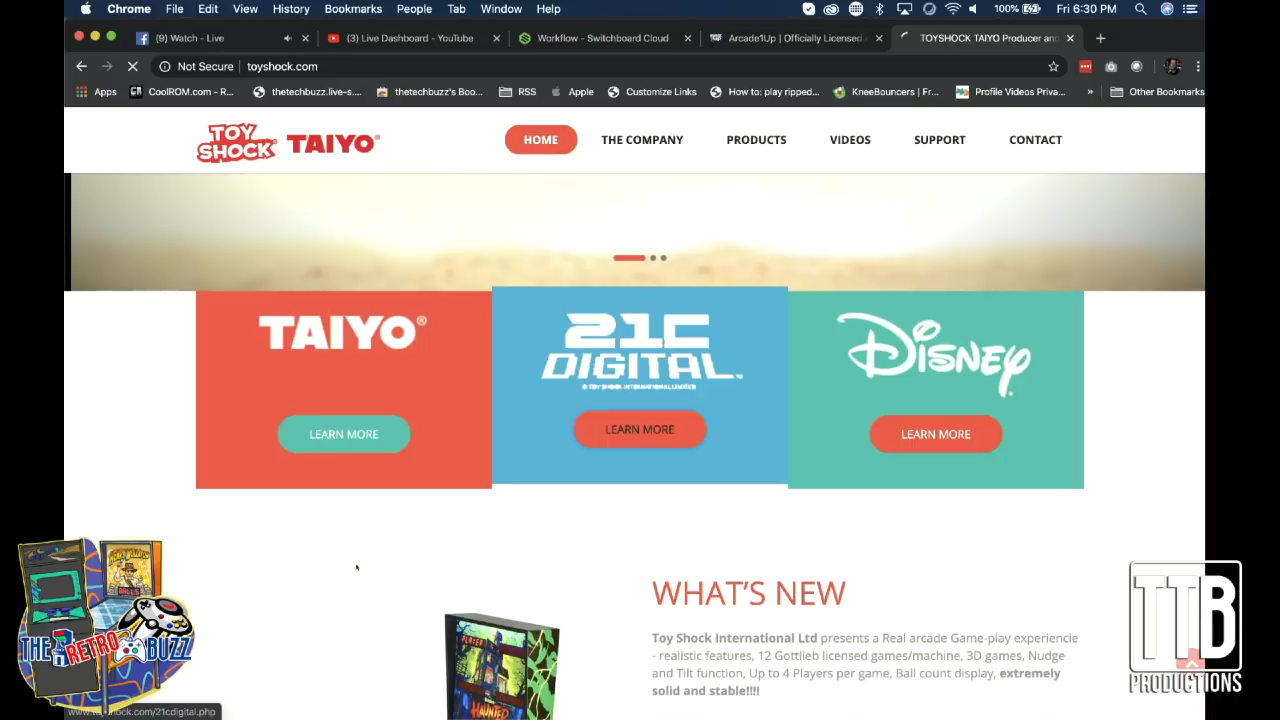 Chrome File Edit View History Bookmarks People Tab Window Help 100% Fri 6:30 PM
(9) Watch - Live
(3) Live Dashboard - YouTube
Workflow - Switchboard Cloud
Arcade1Up | Officially Licensed
TOYSHOCK TAIYO Producer and
Not Secure | toyshock.com
Apps CoolROM.com - R... thetechbuzz.live-s... thetechbuzz's Boo... RSS Apple Customize Links How to: play ripped... KneeBouncers | Fr... Profile Videos Priva... » Other Bookmarks
TOY SHOCK TAIYO®
HOME THE COMPANY PRODUCTS VIDEOS SUPPORT CONTACT
TAIYO®
LEARN MORE
21C
DIGITAL™
© TOY SHOCK INTERNATIONAL LIMITED
LEARN MORE
Disney
LEARN MORE
WHAT'S NEW
Toy Shock International Ltd presents a Real arcade Game-play experiencie
- realistic features, 12 Gottlieb licensed games/machine, 3D games, Nudge
and Tilt function, Up to 4 Players per game, Ball count display, extremely
solid and stable!!!!
HAUNTED
THE RETRO BUZZ
TTB
PRODUCTIONS
www.toyshock.com/21cdigital.php